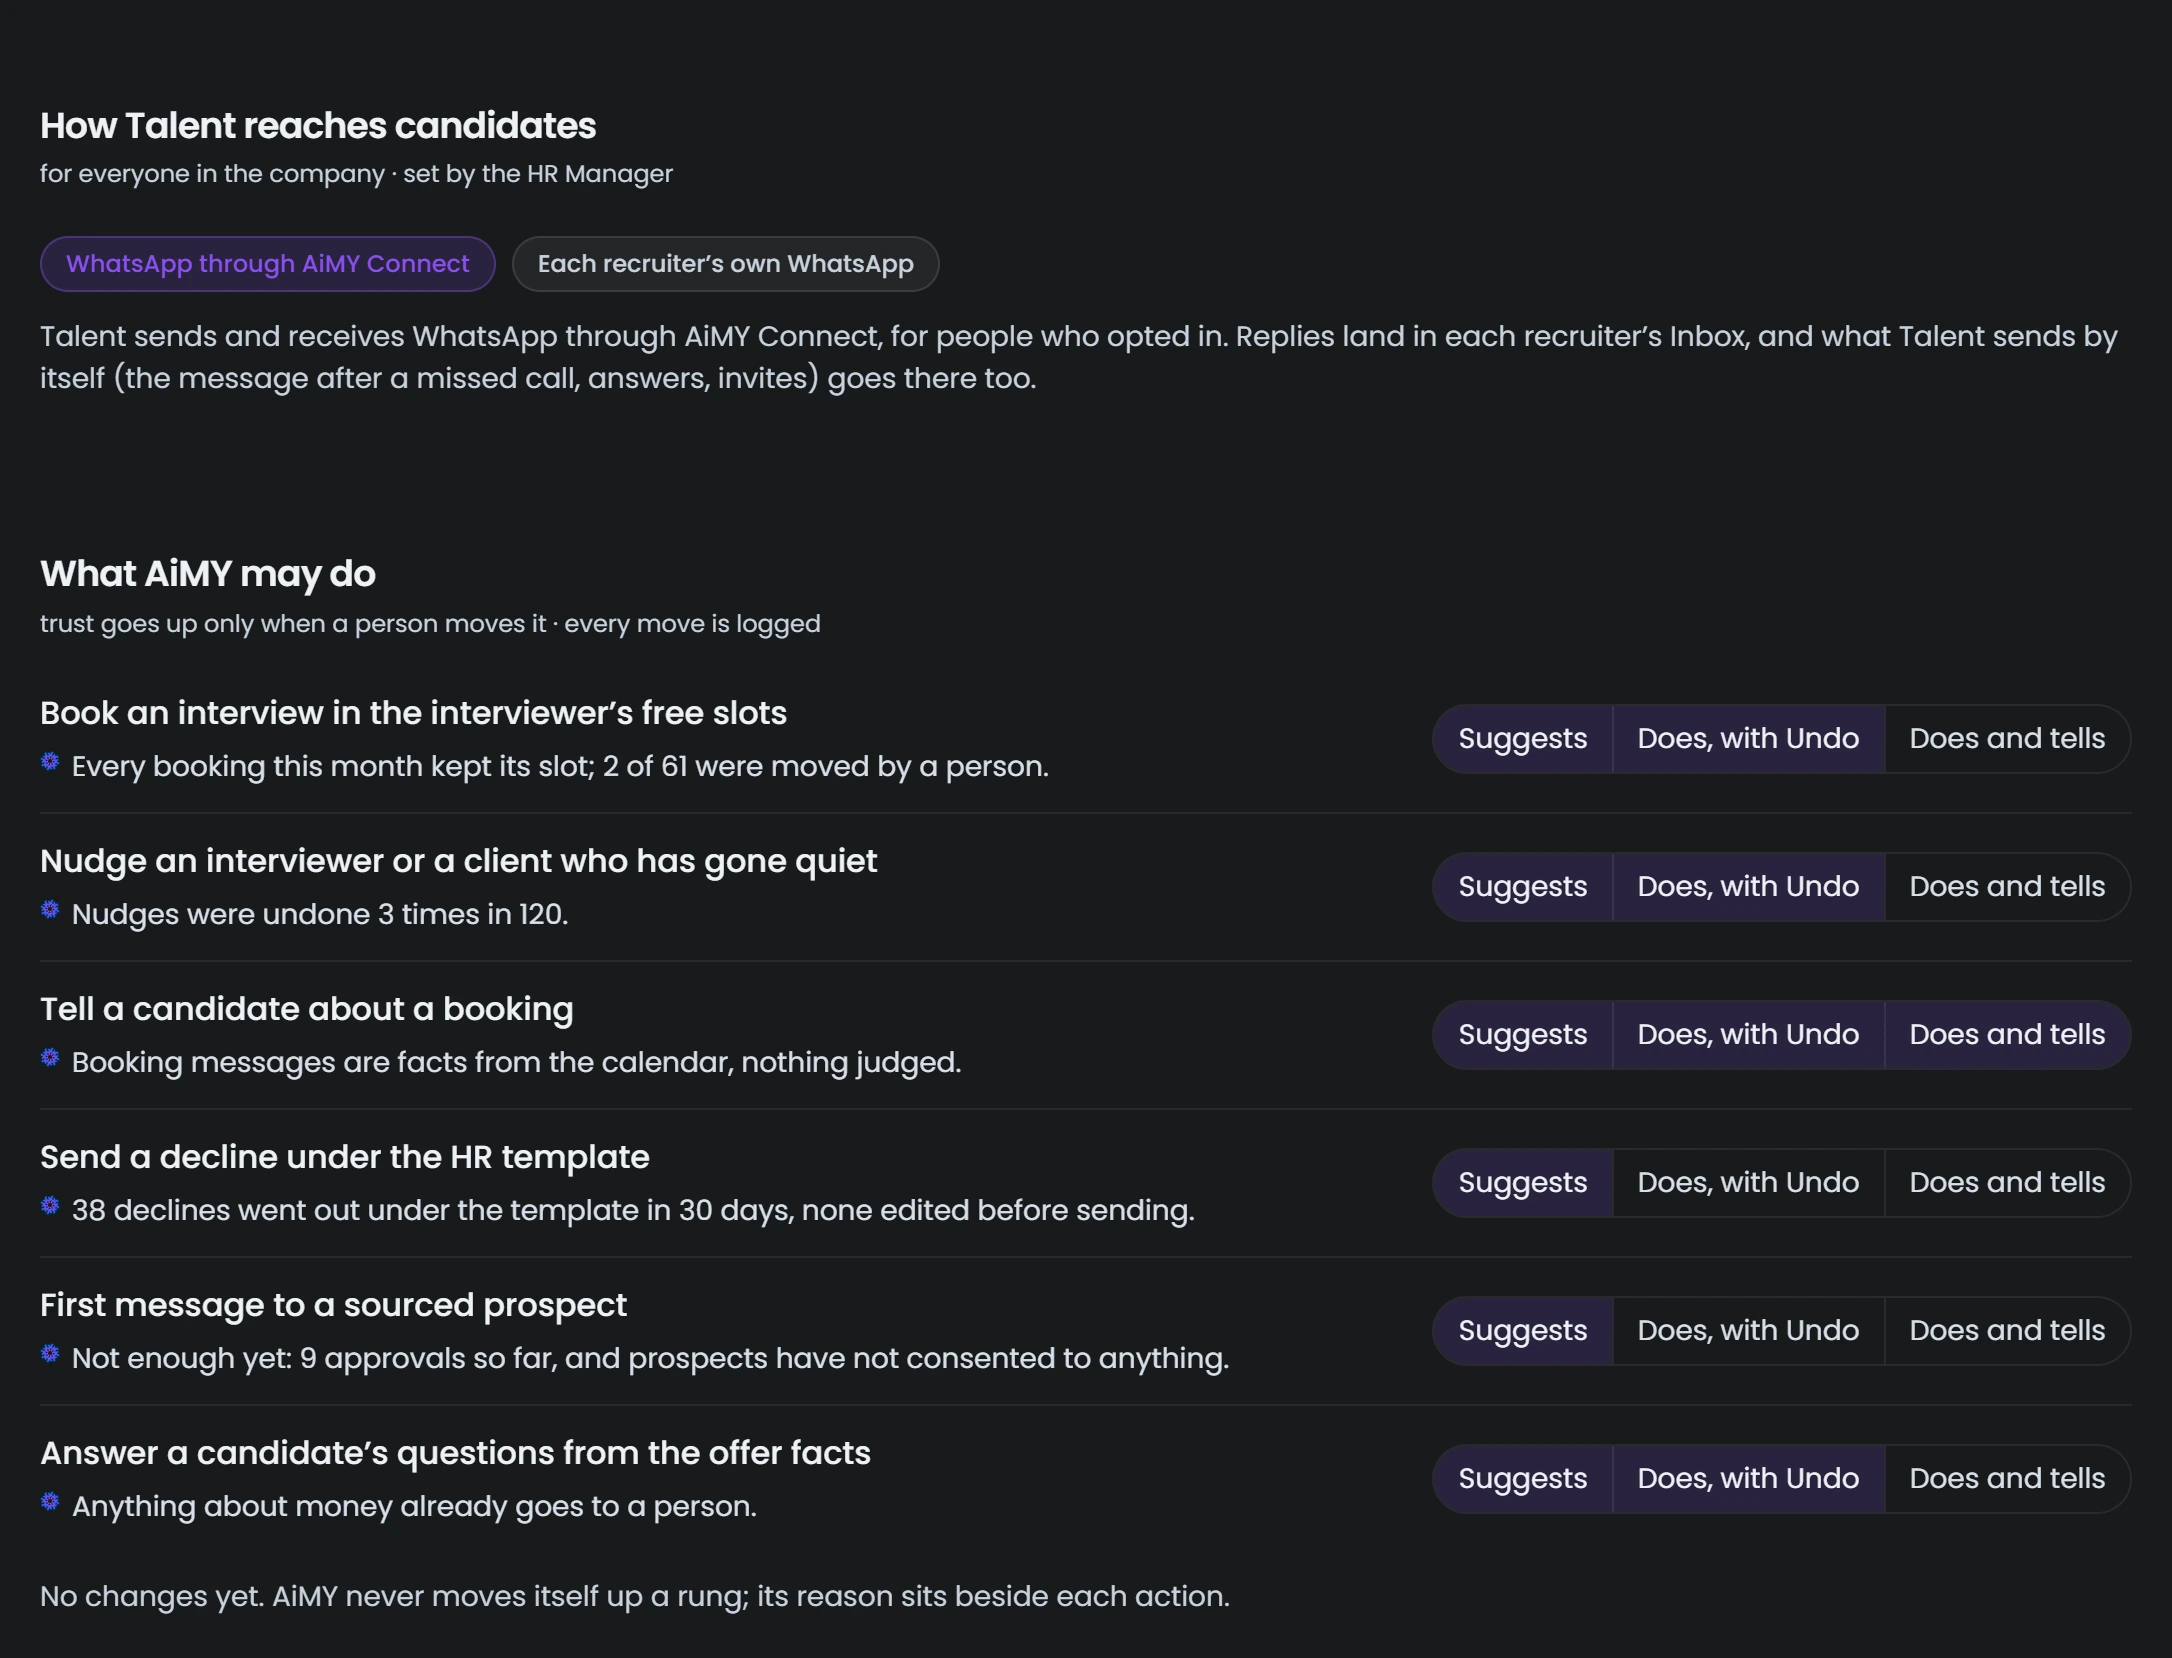 How Talent reaches candidates
for everyone in the company · set by the HR Manager
WhatsApp through AiMY Connect
Each recruiter’s own WhatsApp
Talent sends and receives WhatsApp through AiMY Connect, for people who opted in. Replies land in each recruiter’s Inbox, and what Talent sends by
itself (the message after a missed call, answers, invites) goes there too.
What AiMY may do
trust goes up only when a person moves it · every move is logged
Book an interview in the interviewer’s free slots
Every booking this month kept its slot; 2 of 61 were moved by a person.
Suggests
Does, with Undo
Does and tells
Nudge an interviewer or a client who has gone quiet
Nudges were undone 3 times in 120.
Suggests
Does, with Undo
Does and tells
Tell a candidate about a booking
Booking messages are facts from the calendar, nothing judged.
Suggests
Does, with Undo
Does and tells
Send a decline under the HR template
38 declines went out under the template in 30 days, none edited before sending.
Suggests
Does, with Undo
Does and tells
First message to a sourced prospect
Not enough yet: 9 approvals so far, and prospects have not consented to anything.
Suggests
Does, with Undo
Does and tells
Answer a candidate’s questions from the offer facts
Anything about money already goes to a person.
Suggests
Does, with Undo
Does and tells
No changes yet. AiMY never moves itself up a rung; its reason sits beside each action.